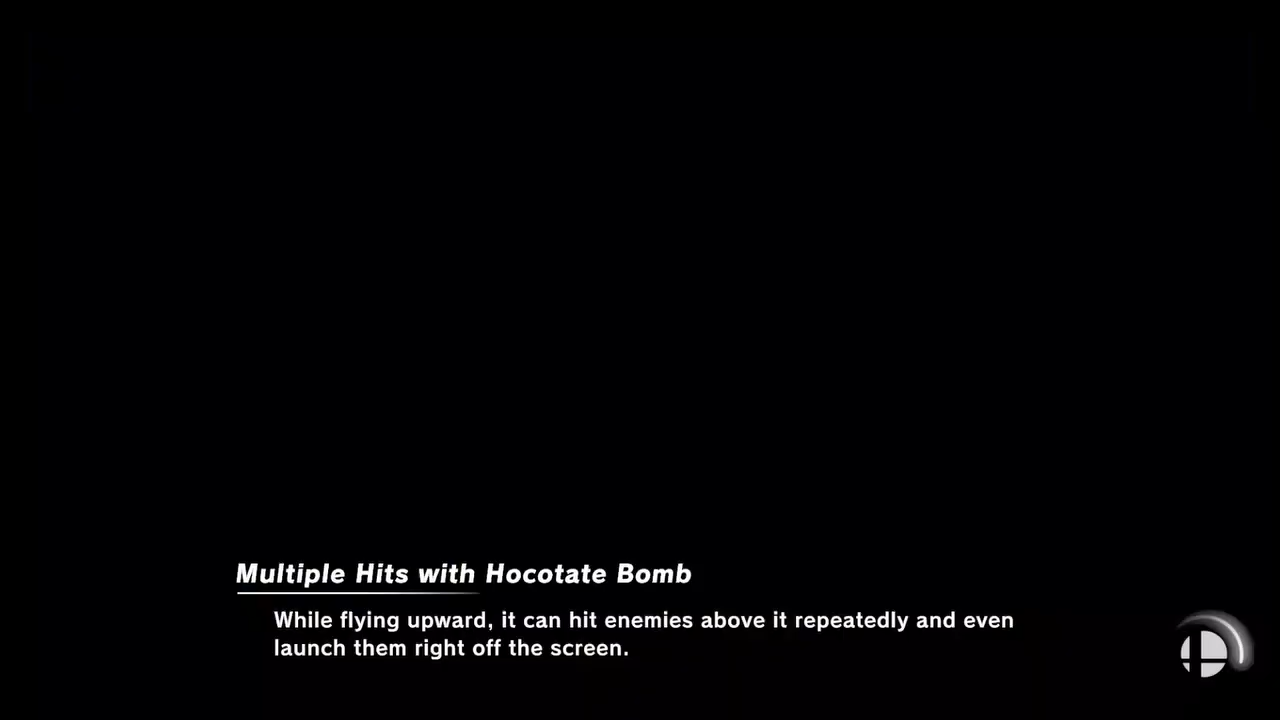 Multiple Hits with Hocotate Bomb
While flying upward, it can hit enemies above it repeatedly and even
launch them right off the screen.